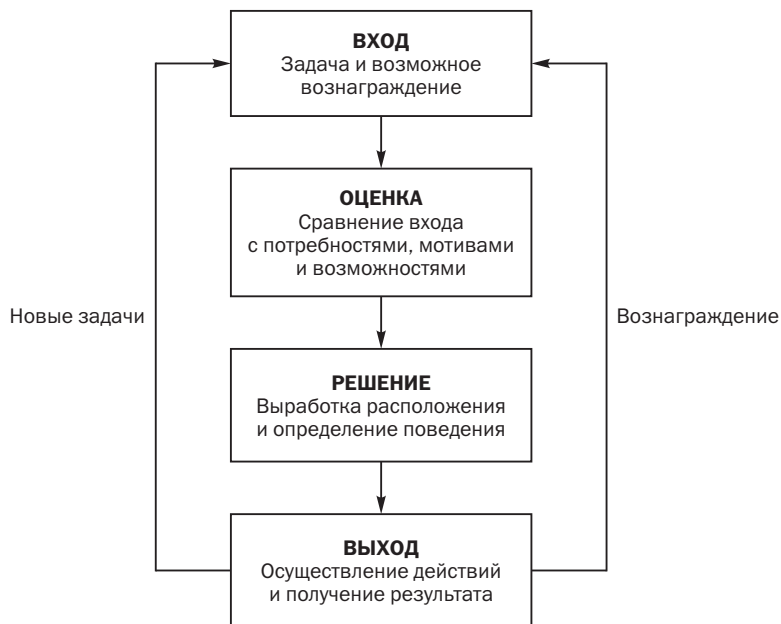 ВХОД
Задача и возможное
вознаграждение
ОЦЕНКА
Сравнение входа
с потребностями, мотивами
и возможностями
Новые задачи
Вознаграждение
РЕШЕНИЕ
Выработка расположения
и определение поведения
ВЫХОД
Осуществление действий
и получение результата